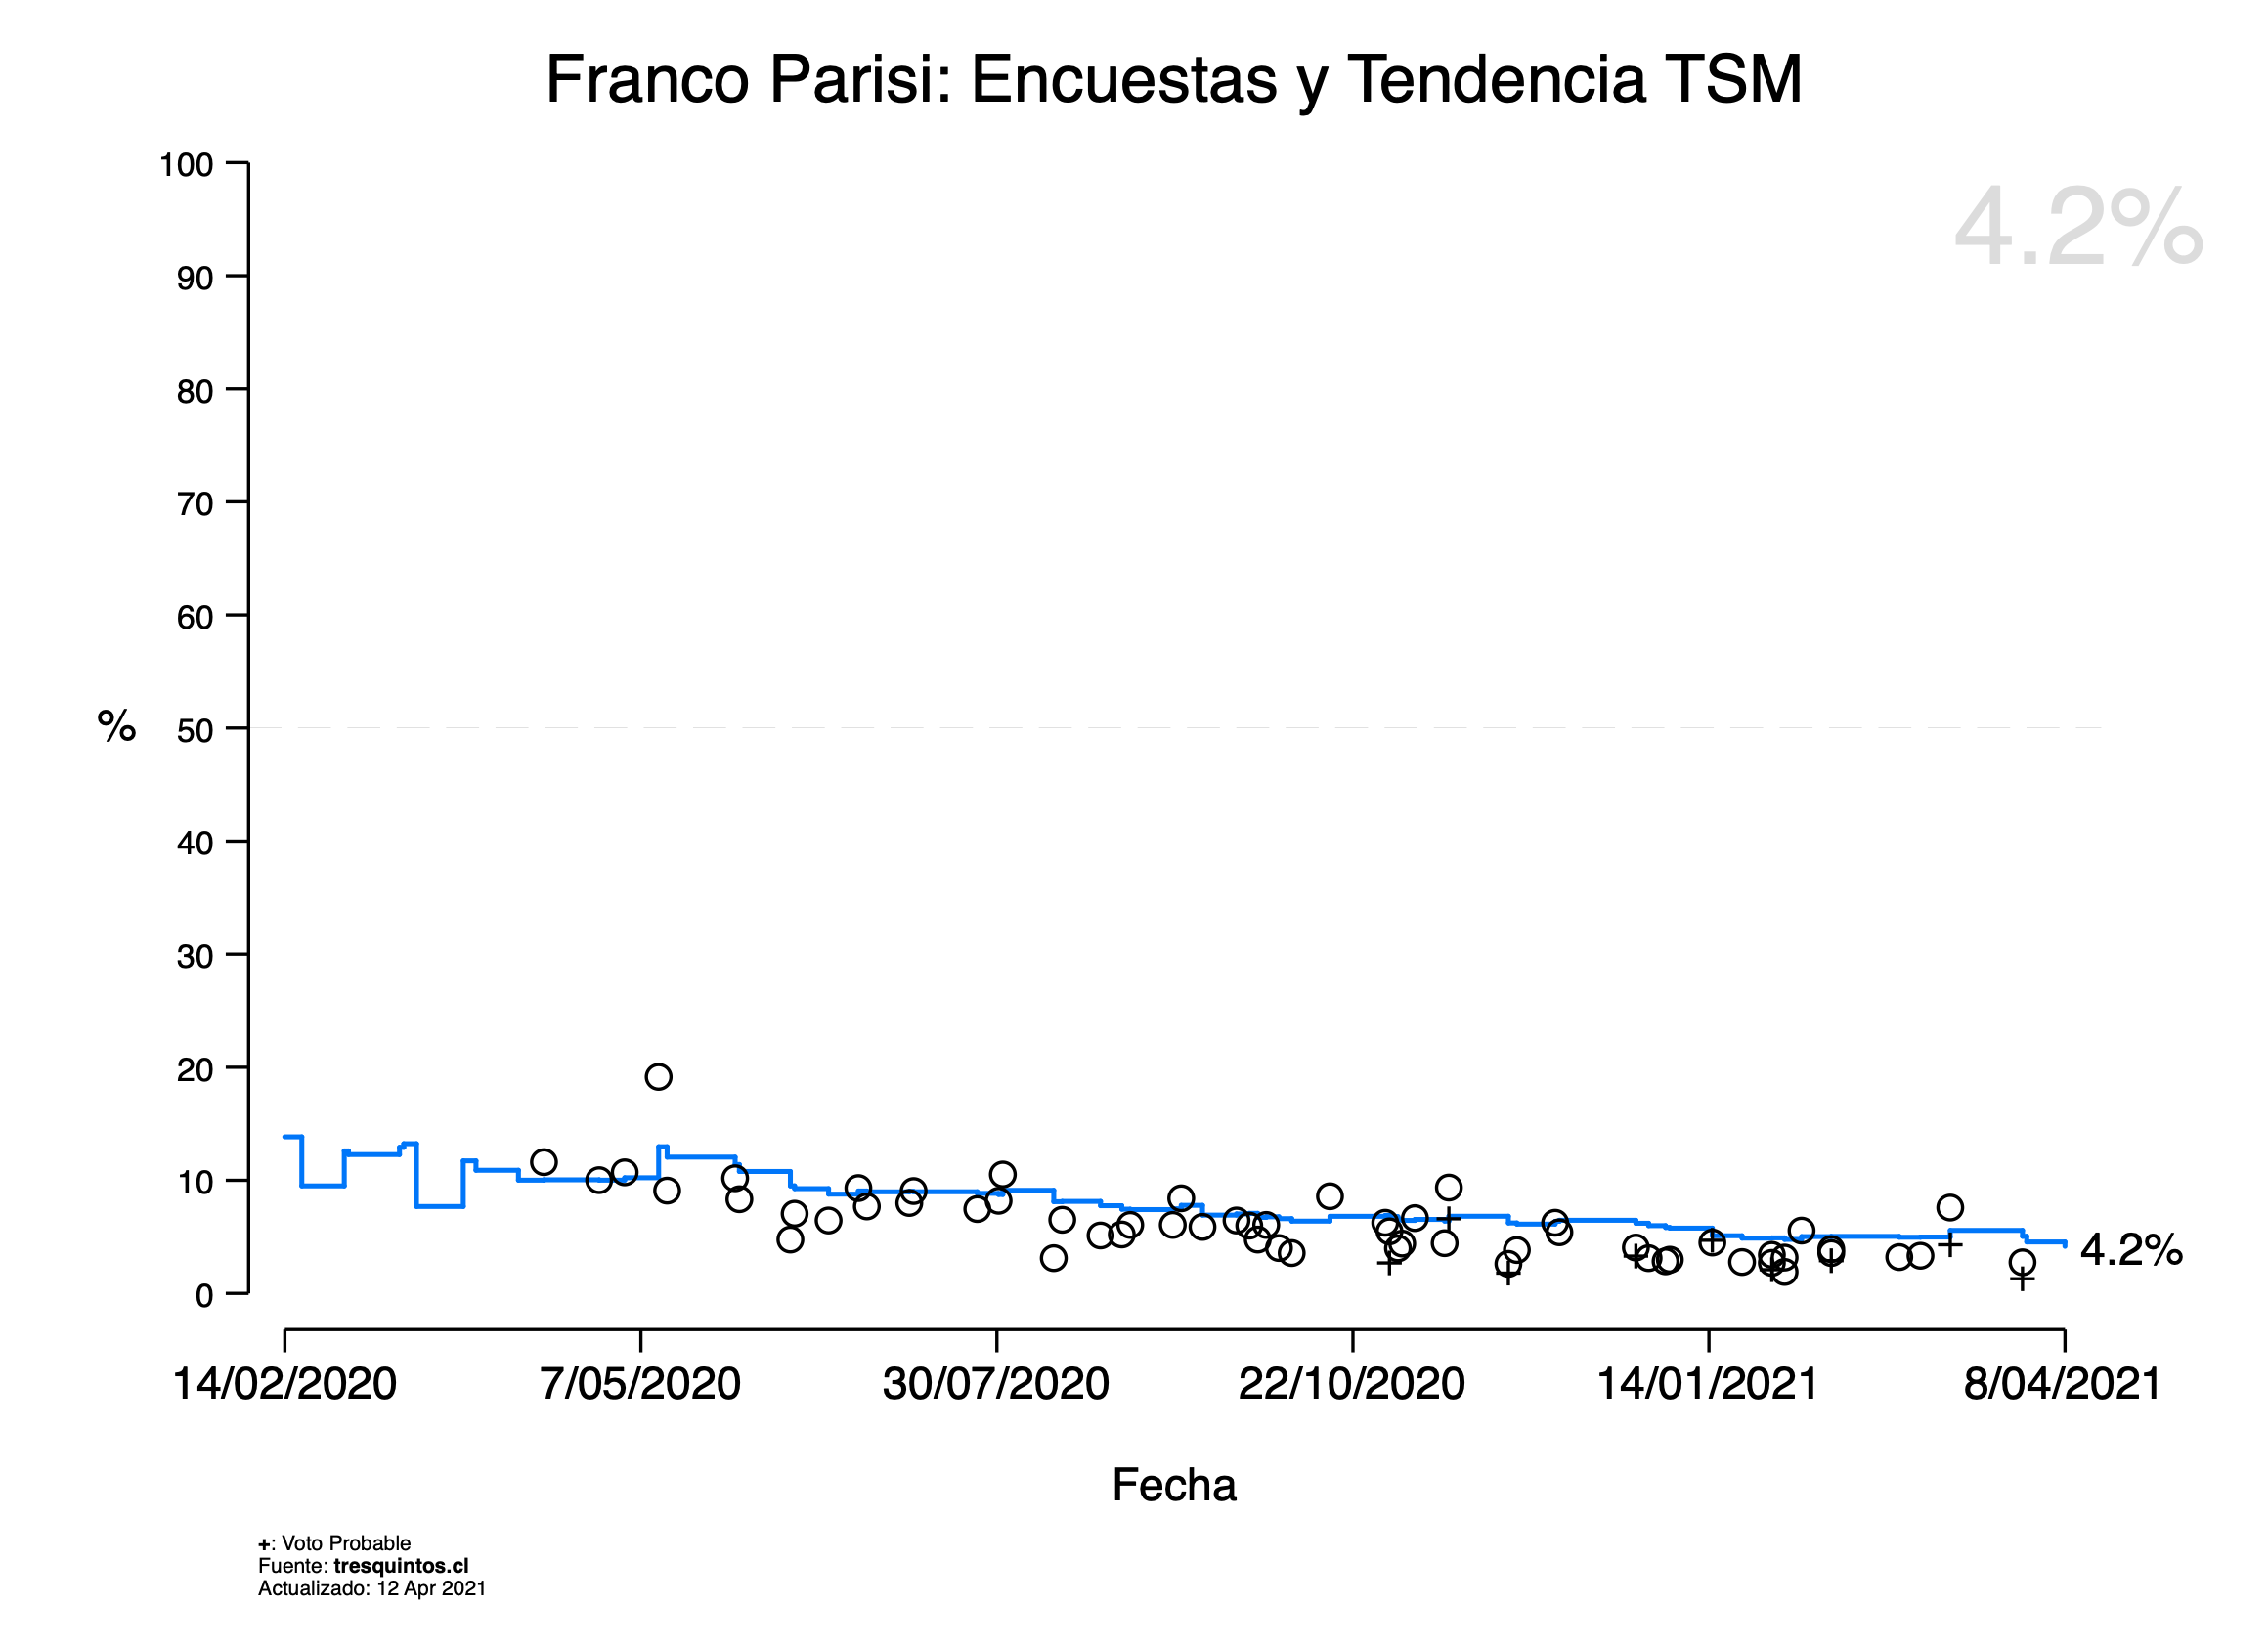 Franco Parisi: Encuestas y Tendencia TSM
4.2%
100
90
80
70
60
50
40
30
20
10
0
%
4.2%
14/02/2020 7/05/2020 30/07/2020 22/10/2020 14/01/2021 8/04/2021
Fecha
+: Voto Probable
Fuente: tresquintos.cl
Actualizado: 12 Apr 2021